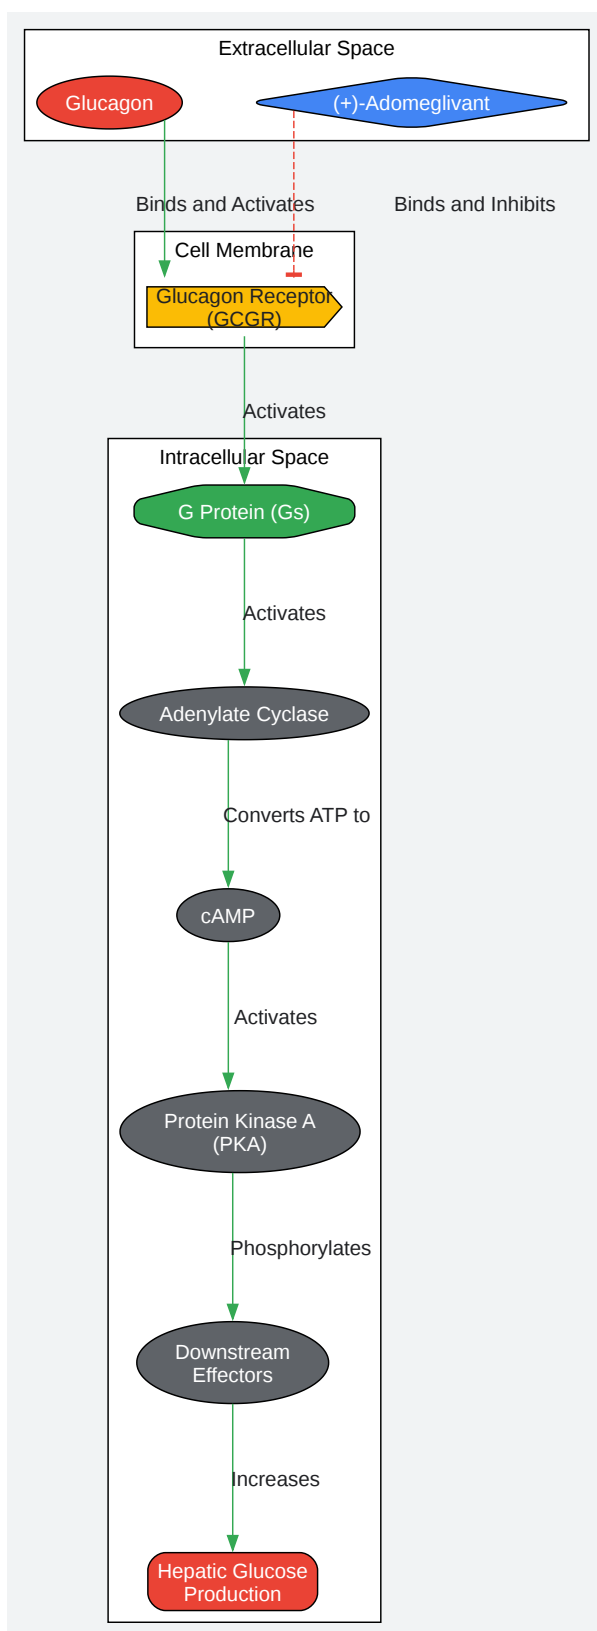 Extracellular Space
Glucagon
(+)-Adomeglivant
Binds and Activates
Binds and Inhibits
Cell Membrane
Glucagon Receptor
(GCGR)
Activates
Intracellular Space
G Protein (Gs)
Activates
Adenylate Cyclase
Converts ATP to
cAMP
Activates
Protein Kinase A
(PKA)
Phosphorylates
Downstream
Effectors
Increases
Hepatic Glucose
Production